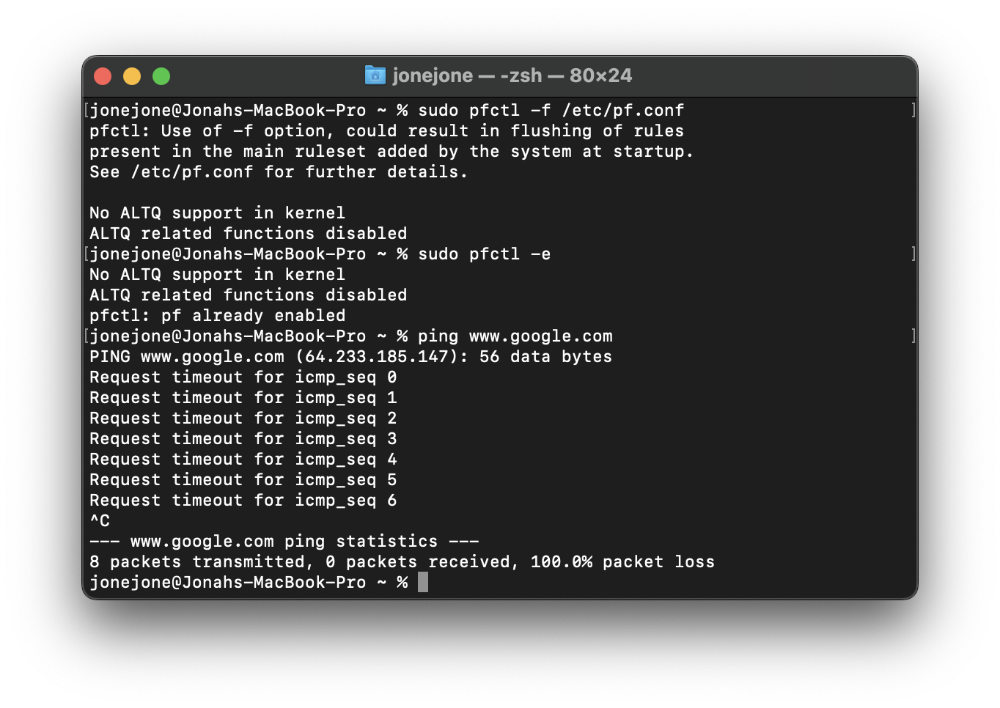 jonejone — -zsh — 80×24
[jonejone@Jonahs-MacBook-Pro ~ % sudo pfctl -f /etc/pf.conf ]
pfctl: Use of -f option, could result in flushing of rules
present in the main ruleset added by the system at startup.
See /etc/pf.conf for further details.
No ALTQ support in kernel
ALTQ related functions disabled
[jonejone@Jonahs-MacBook-Pro ~ % sudo pfctl -e ]
No ALTQ support in kernel
ALTQ related functions disabled
pfctl: pf already enabled
[jonejone@Jonahs-MacBook-Pro ~ % ping www.google.com ]
PING www.google.com (64.233.185.147): 56 data bytes
Request timeout for icmp_seq 0
Request timeout for icmp_seq 1
Request timeout for icmp_seq 2
Request timeout for icmp_seq 3
Request timeout for icmp_seq 4
Request timeout for icmp_seq 5
Request timeout for icmp_seq 6
^C
--- www.google.com ping statistics ---
8 packets transmitted, 0 packets received, 100.0% packet loss
jonejone@Jonahs-MacBook-Pro ~ %